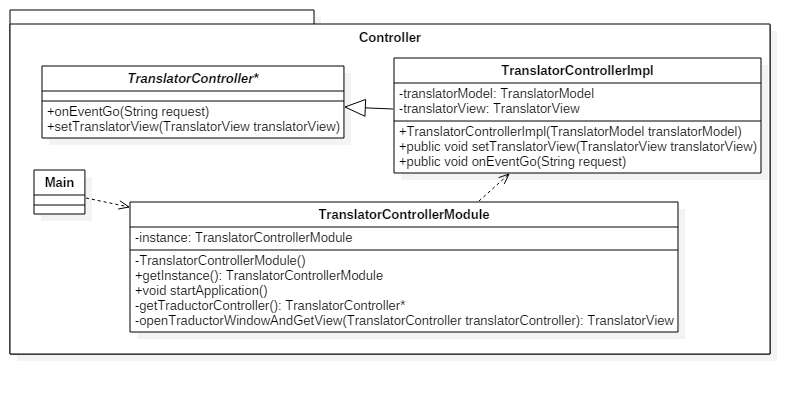 Controller
TranslatorController*
+onEventGo(String request)
+setTranslatorView(TranslatorView translatorView)
TranslatorControllerImpl
-translatorModel: TranslatorModel
-translatorView: TranslatorView
+TranslatorControllerImpl(TranslatorModel translatorModel)
+public void setTranslatorView(TranslatorView translatorView)
+public void onEventGo(String request)
Main
TranslatorControllerModule
-instance: TranslatorControllerModule
-TranslatorControllerModule()
+getInstance(): TranslatorControllerModule
+void startApplication()
-getTraductorController(): TranslatorController*
-openTraductorWindowAndGetView(TranslatorController translatorController): TranslatorView